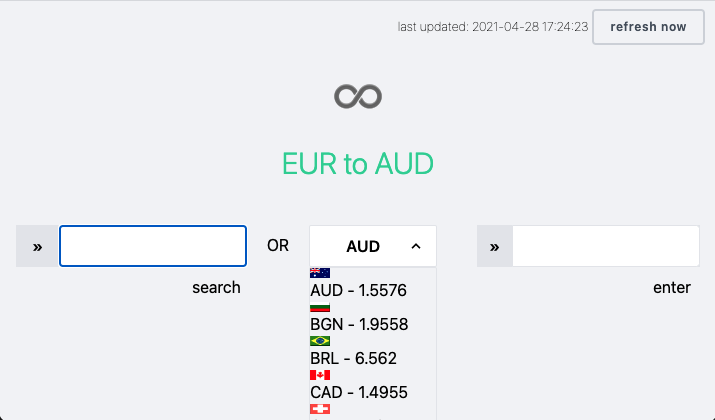 last updated: 2021-04-28 17:24:23 refresh now
EUR to AUD
» OR AUD »
search enter
AUD - 1.5576
BGN - 1.9558
BRL - 6.562
CAD - 1.4955